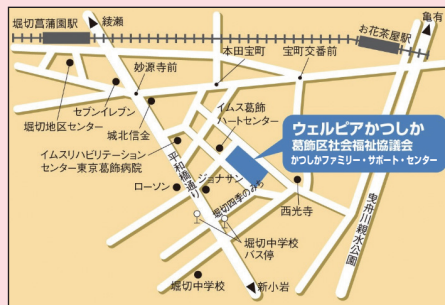 堀切菖蒲園駅
綾瀬
お花茶屋駅
亀有
妙源寺前
本田宝町
宝町交番前
堀切地区センター
セブンイレブン
城北信金
イムス葛飾
ハートセンター
イムスリハビリテーション
センター東京葛飾病院
平和橋通り
ウェルピアかつしか
葛飾区社会福祉協議会
かつしかファミリー・サポート・センター
ローソン
ジョナサン
堀切四季のみち
西光寺
曳舟川親水公園
堀切中学校
バス停
堀切中学校
新小岩